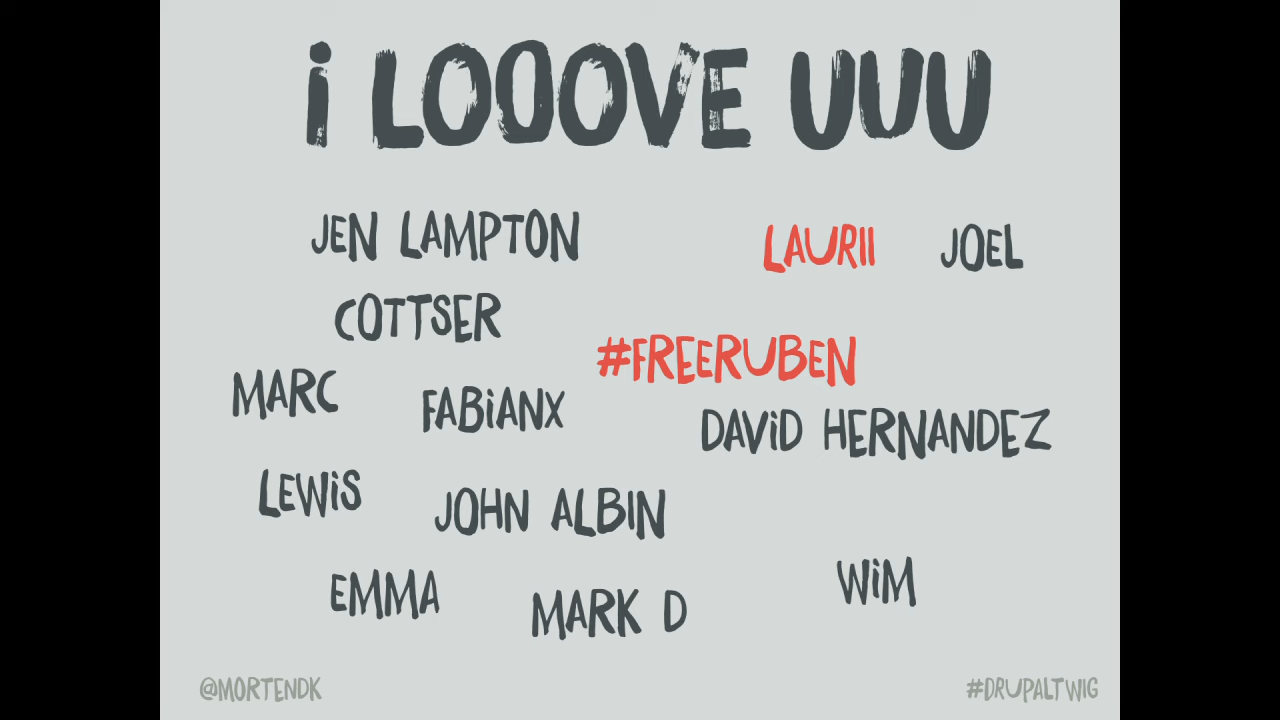 i LOOOVE UUU
JEN LAMPTON
LAURII
JOEL
COTTSER
#FREERUBEN
MARC
FABiANX
DAViD HERNANDEZ
LEWiS
JOHN ALBIN
EMMA
MARK D
WiM
@MORTENDK
#DRUPALTWIG